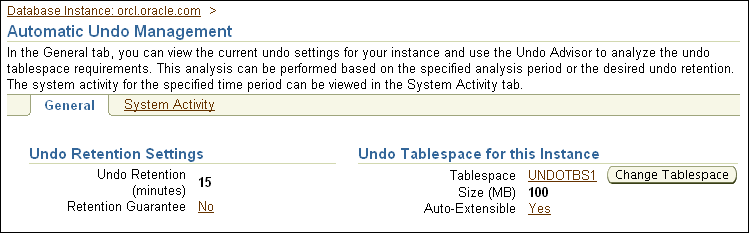 Database Instance: orcl.oracle.com >
Automatic Undo Management
In the General tab, you can view the current undo settings for your instance and use the Undo Advisor to analyze the undo
tablespace requirements. This analysis can be performed based on the specified analysis period or the desired undo retention.
The system activity for the specified time period can be viewed in the System Activity tab.
General System Activity
Undo Retention Settings
Undo Retention
(minutes) 15
Retention Guarantee No
Undo Tablespace for this Instance
Tablespace UNDOTBS1 Change Tablespace
Size (MB) 100
Auto-Extensible Yes